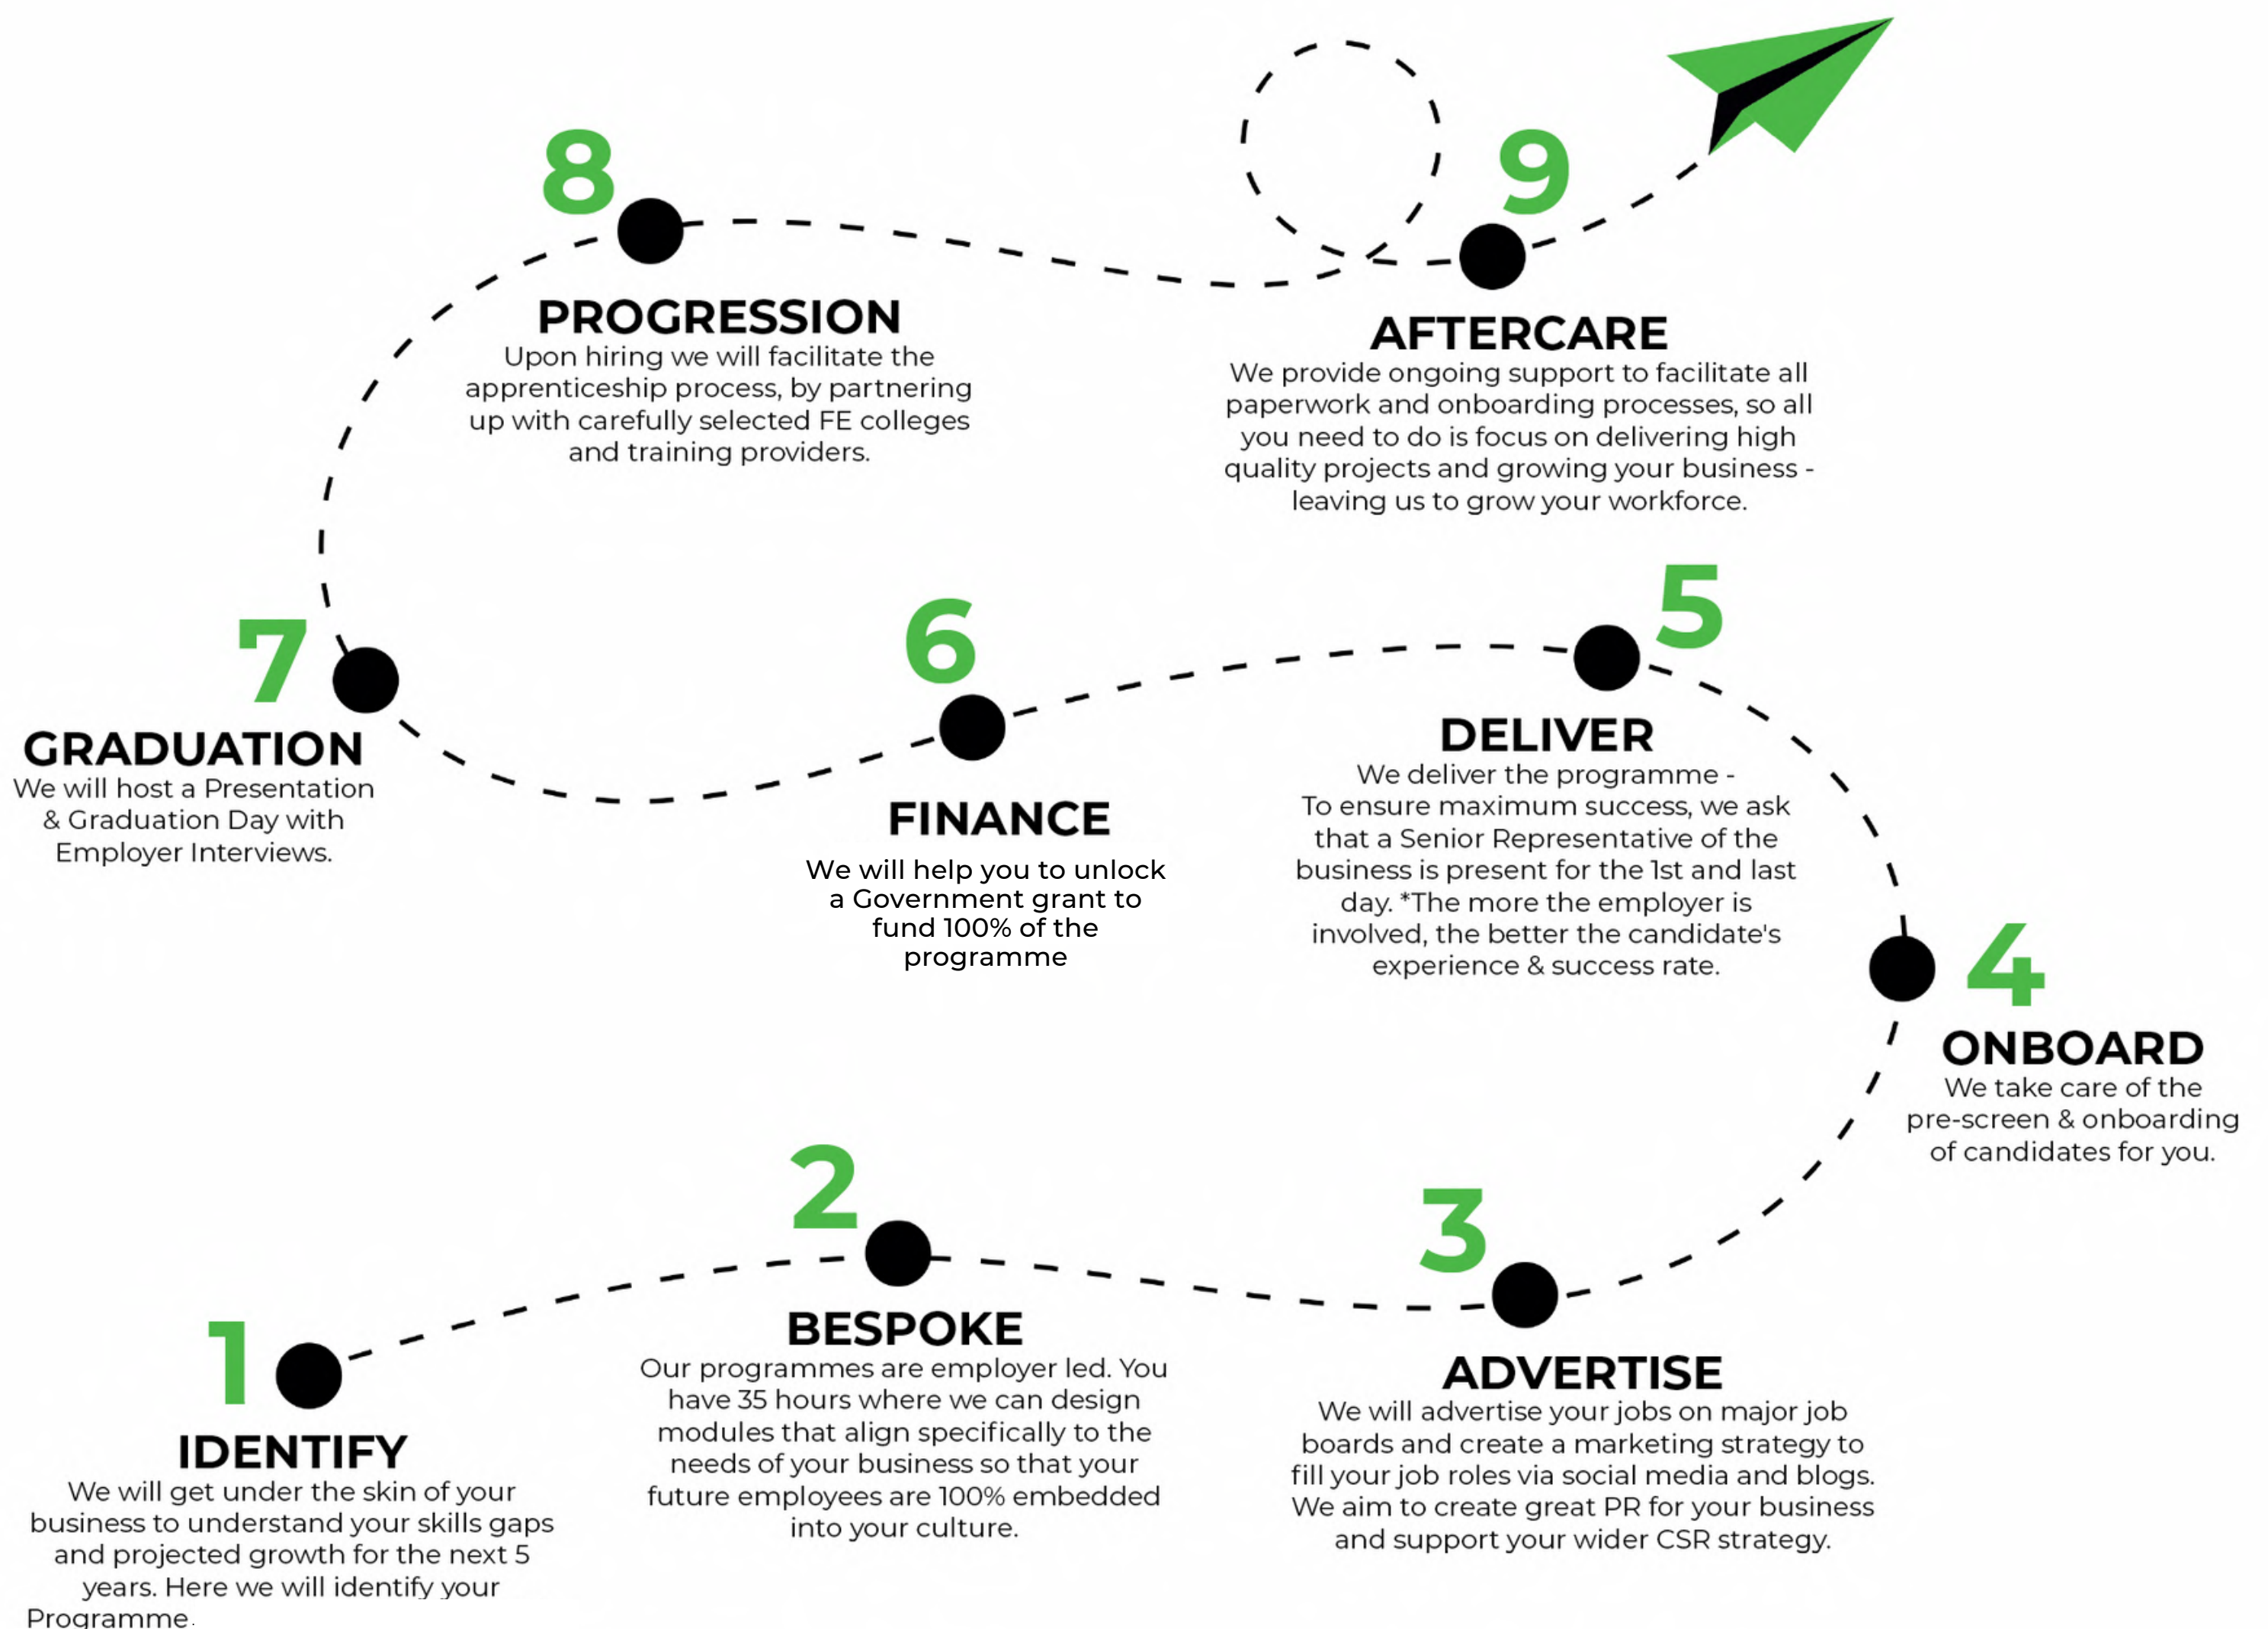 8
PROGRESSION
Upon hiring we will facilitate the
apprenticeship process, by partnering
up with carefully selected FE colleges
and training providers.
9
AFTERCARE
We provide ongoing support to facilitate all
paperwork and onboarding processes, so all
you need to do is focus on delivering high
quality projects and growing your business -
leaving us to grow your workforce.
7
GRADUATION
We will host a Presentation
& Graduation Day with
Employer Interviews.
6
FINANCE
We will help you to unlock
a Government grant to
fund 100% of the
programme
5
DELIVER
We deliver the programme -
To ensure maximum success, we ask
that a Senior Representative of the
business is present for the 1st and last
day. *The more the employer is
involved, the better the candidate's
experience & success rate.
4
ONBOARD
We take care of the
pre-screen & onboarding
of candidates for you.
1
IDENTIFY
We will get under the skin of your
business to understand your skills gaps
and projected growth for the next 5
years. Here we will identify your
Programme.
2
BESPOKE
Our programmes are employer led. You
have 35 hours where we can design
modules that align specifically to the
needs of your business so that your
future employees are 100% embedded
into your culture.
3
ADVERTISE
We will advertise your jobs on major job
boards and create a marketing strategy to
fill your job roles via social media and blogs.
We aim to create great PR for your business
and support your wider CSR strategy.